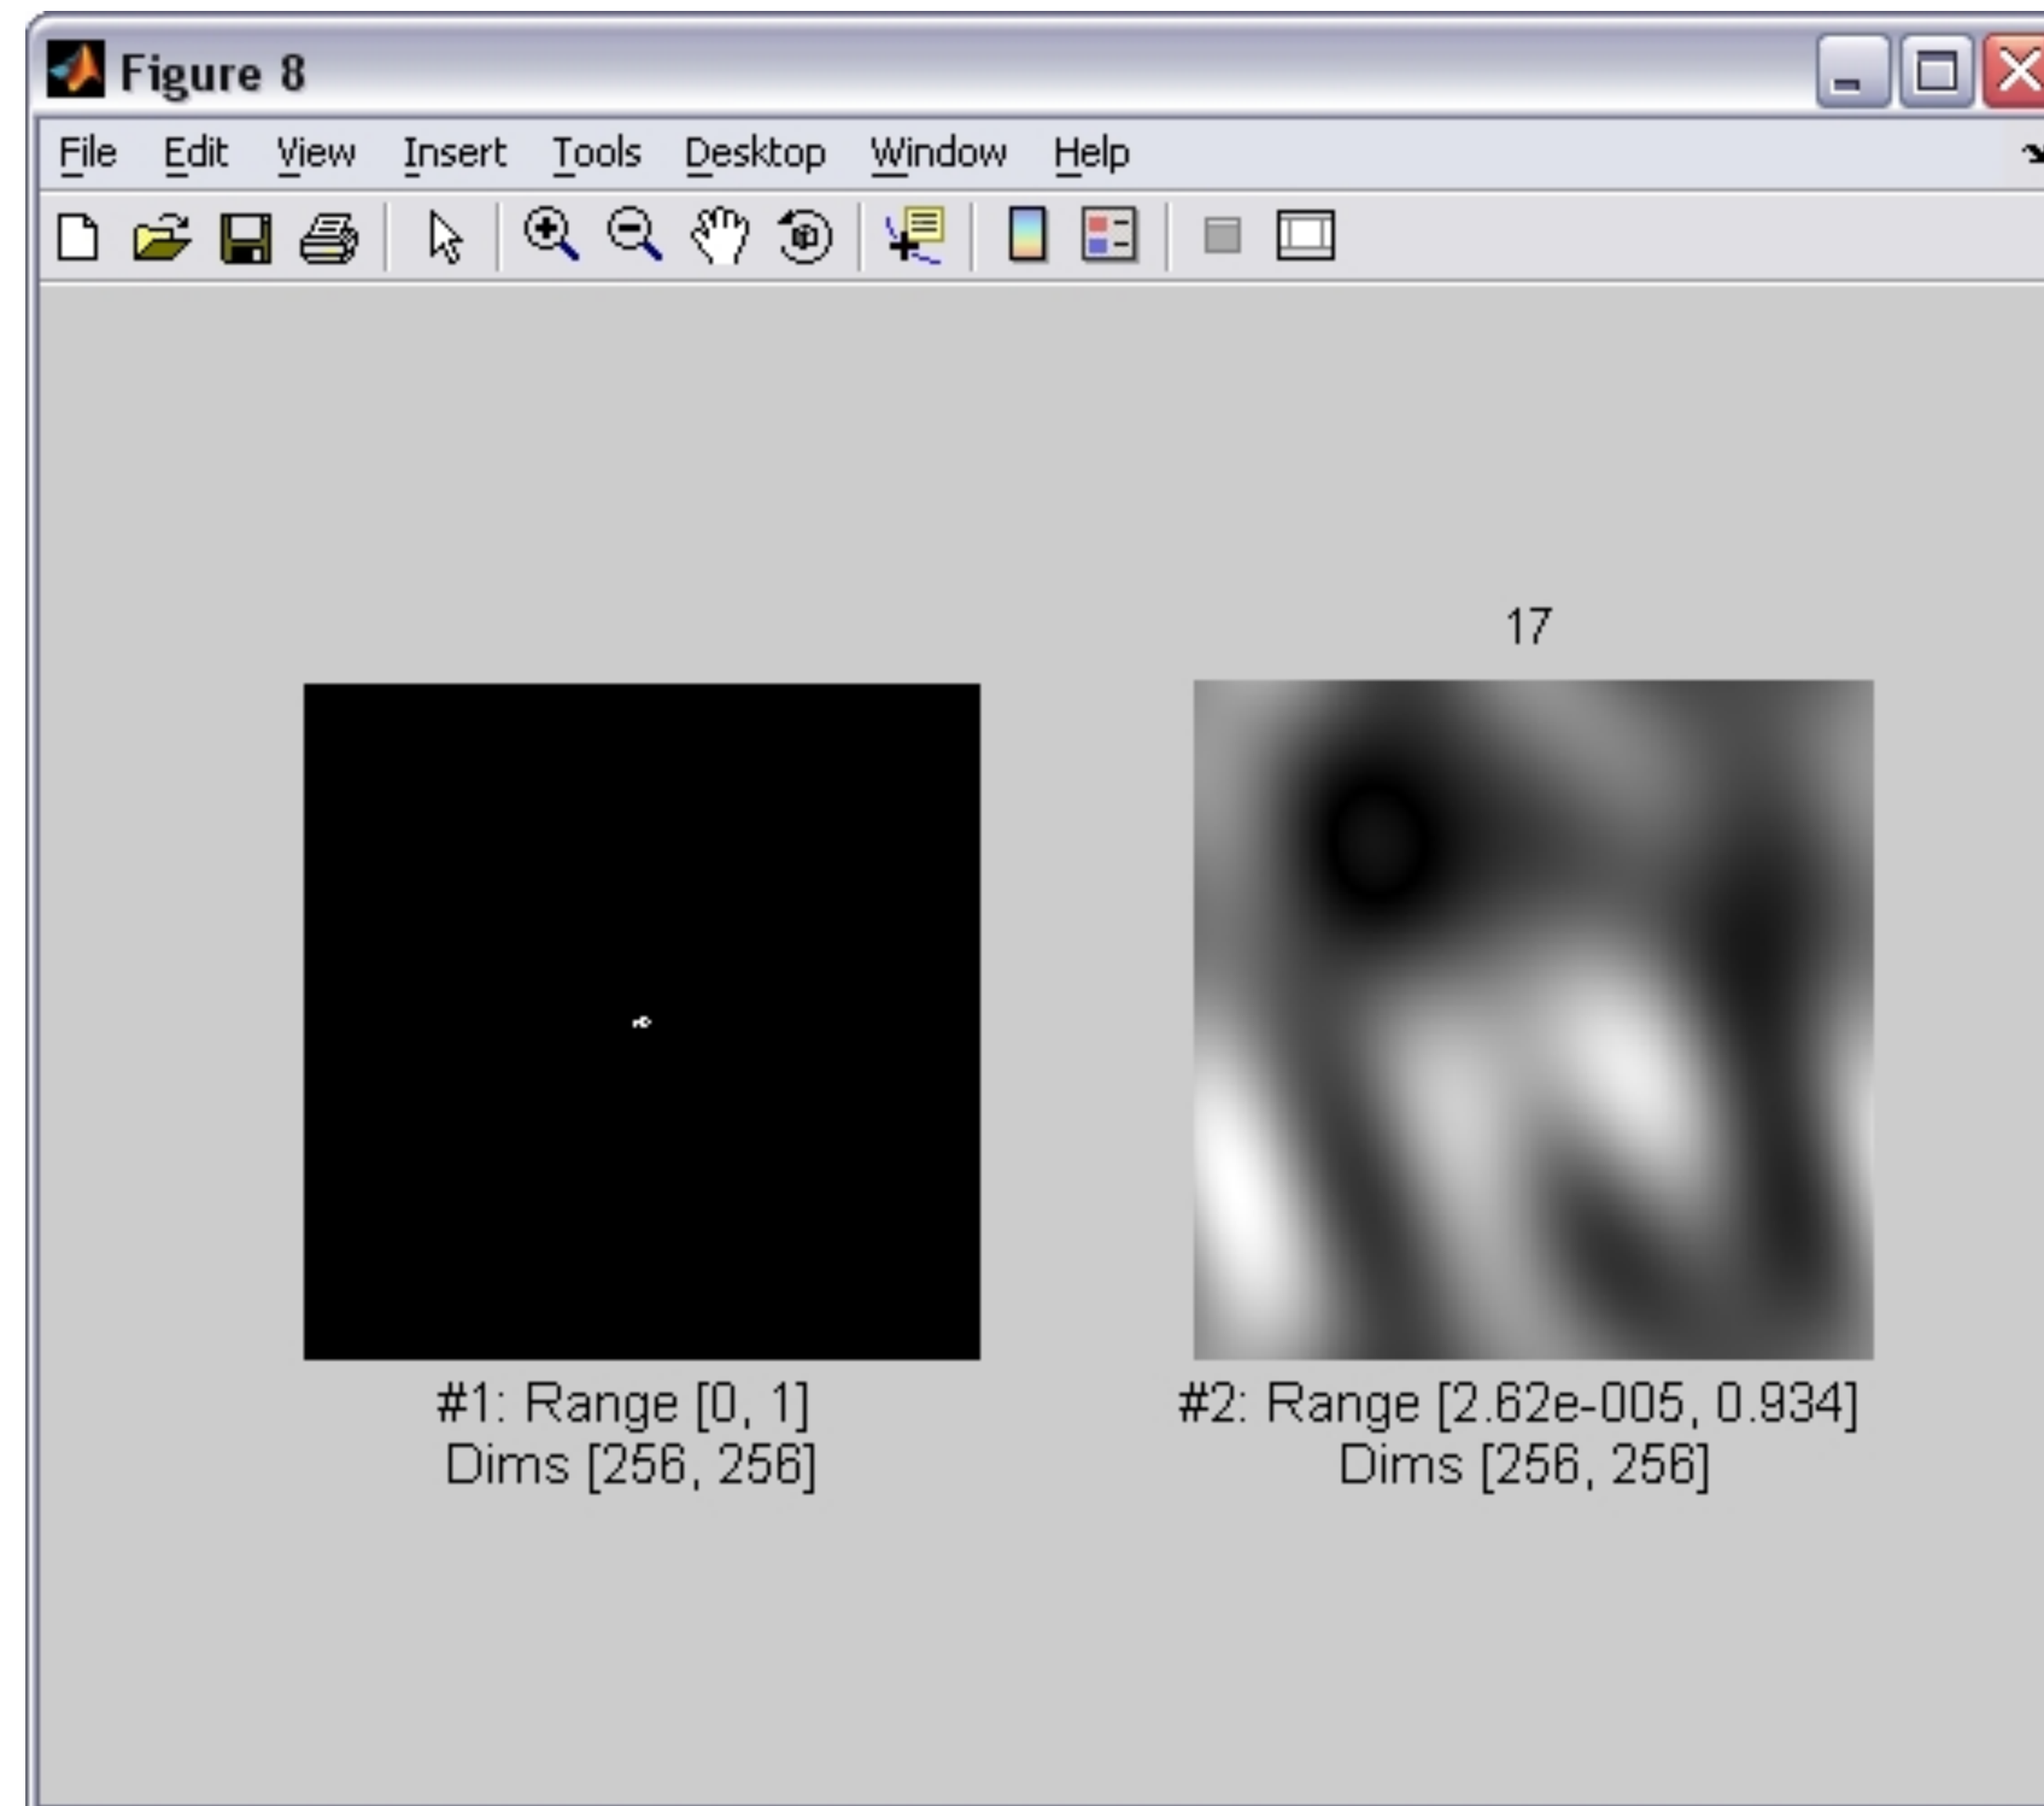 Figure 8
File Edit View Insert Tools Desktop Window Help
17
#1: Range [0, 1]
Dims [256, 256]
#2: Range [2.62e-005, 0.934]
Dims [256, 256]